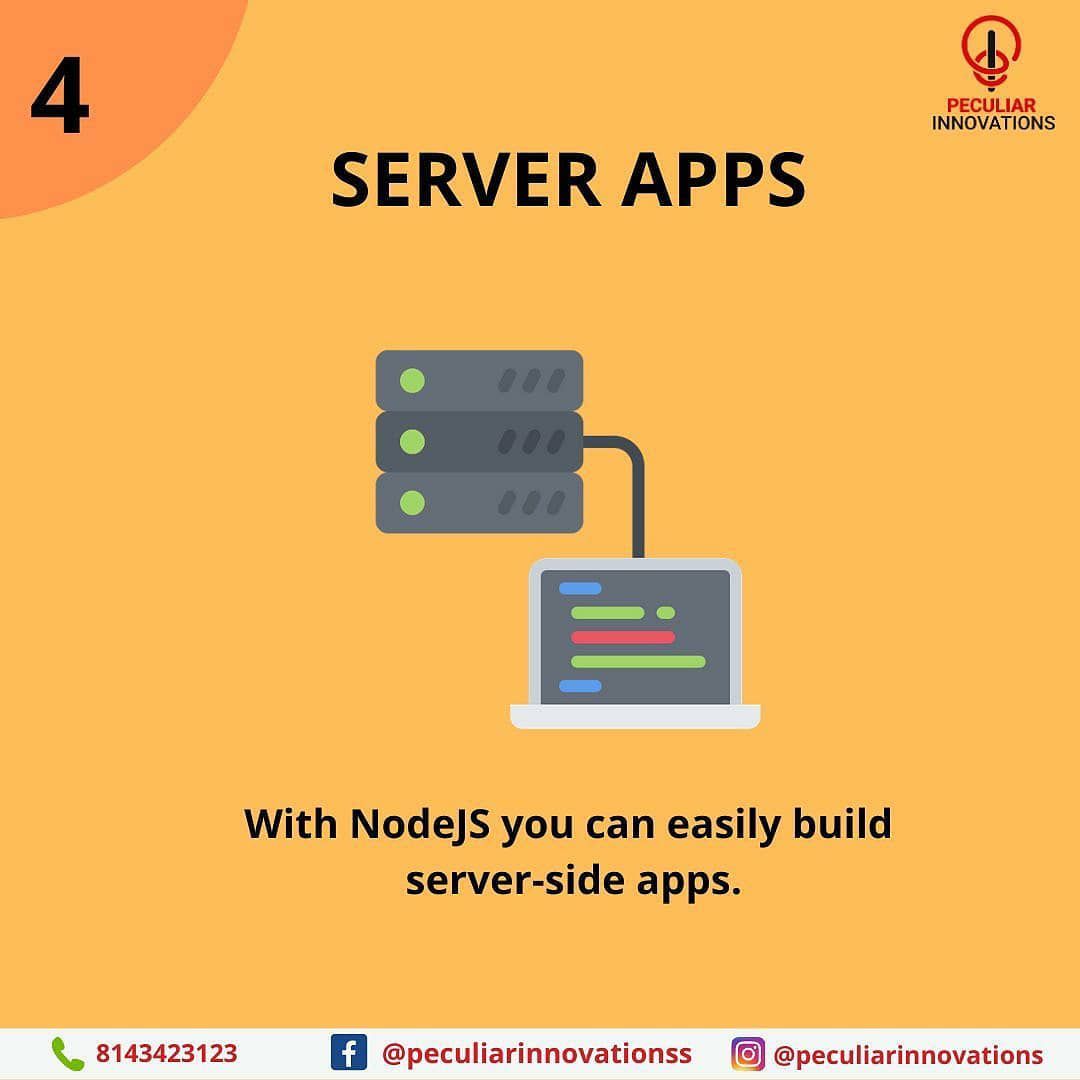 4
PECULIAR
INNOVATIONS
SERVER APPS
With NodeJS you can easily build
server-side apps.
8143423123
@peculiarinnovationss
@peculiarinnovations